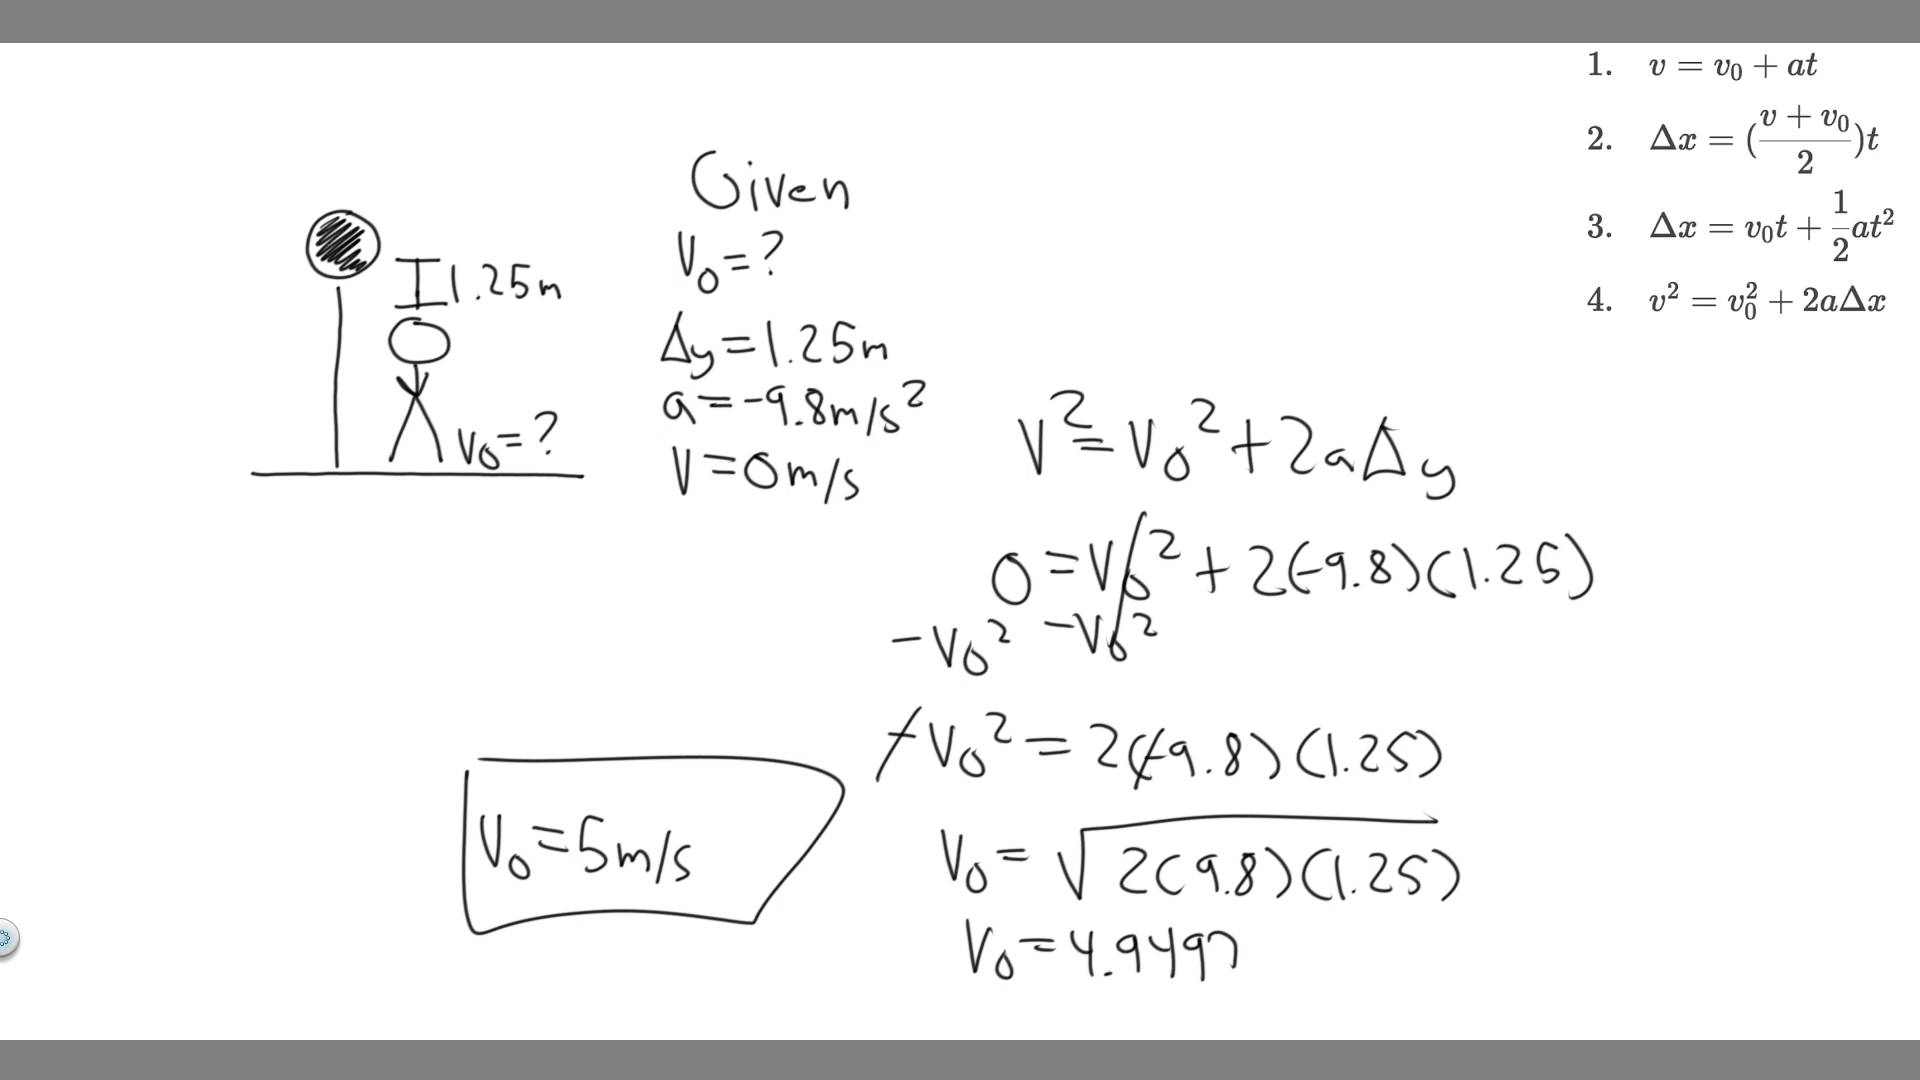 1. v = v₀ + at
2. Δx = (\frac{v + v₀}{2})t
3. Δx = v₀t + \frac{1}{2}at²
4. v² = v₀² + 2aΔx
1.25m
V₀=?
Given
V₀=?
Δy=1.25m
a=-9.8m/s²
V=0m/s
V²=V₀²+2aΔy
0=V₀²+2(-9.8)(1.25)
-V₀² -V₀²
-V₀²=2(-9.8)(1.25)
V₀=√2(9.8)(1.25)
V₀=4.9497
V₀=5m/s